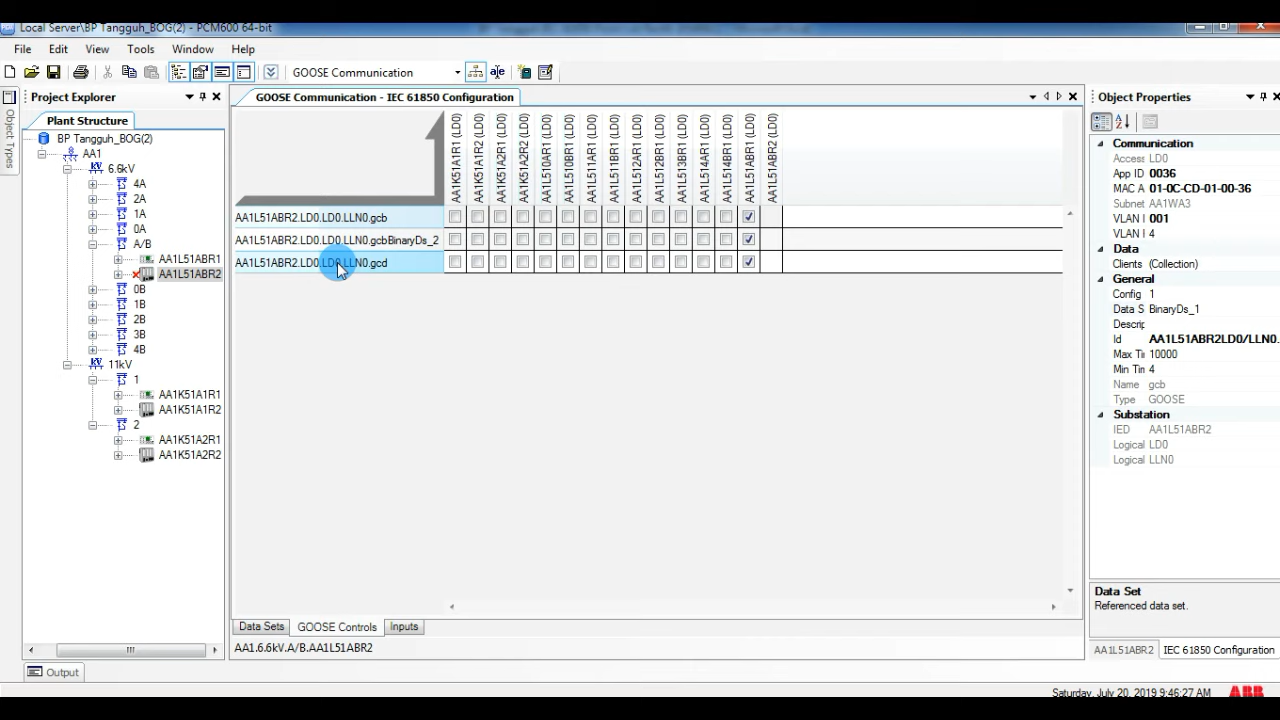 Local Server\BP Tangguh_BOG(2) - PCM600 64-bit
File Edit View Tools Window Help
GOOSE Communication
Object Types
Project Explorer
Plant Structure
BP Tangguh_BOG(2)
AA1
6.6kV
4A
2A
1A
0A
A/B
AA1L51ABR1
AA1L51ABR2
0B
1B
2B
3B
4B
11kV
1
AA1K51A1R1
AA1K51A1R2
2
AA1K51A2R1
AA1K51A2R2
Output
GOOSE Communication - IEC 61850 Configuration
AA1K51A1R1 (LD0)
AA1K51A1R2 (LD0)
AA1K51A2R1 (LD0)
AA1K51A2R2 (LD0)
AA1L510AR1 (LD0)
AA1L510BR1 (LD0)
AA1L511AR1 (LD0)
AA1L511BR1 (LD0)
AA1L512AR1 (LD0)
AA1L512BR1 (LD0)
AA1L513BR1 (LD0)
AA1L514AR1 (LD0)
AA1L514BR1 (LD0)
AA1L51ABR1 (LD0)
AA1L51ABR2 (LD0)
AA1L51ABR2.LD0.LD0.LLN0.gcb
AA1L51ABR2.LD0.LD0.LLN0.gcbBinaryDs_2
AA1L51ABR2.LD0.LD0.LLN0.gcd
Data Sets GOOSE Controls Inputs
AA1.6.6kV.A/B.AA1L51ABR2
Object Properties
Communication
Access LD0
App ID 0036
MAC A 01-0C-CD-01-00-36
Subnet AA1WA3
VLAN I 001
VLAN I 4
Data
Clients (Collection)
General
Config 1
Data S BinaryDs_1
Descrip
Id AA1L51ABR2LD0/LLN0.
Max Ti 10000
Min Tim 4
Name gcb
Type GOOSE
Substation
IED AA1L51ABR2
Logical LD0
Logical LLN0
Data Set
Referenced data set.
AA1L51ABR2 IEC 61850 Configuration
Saturday, July 20, 2019 9:46:27 AM
ABB